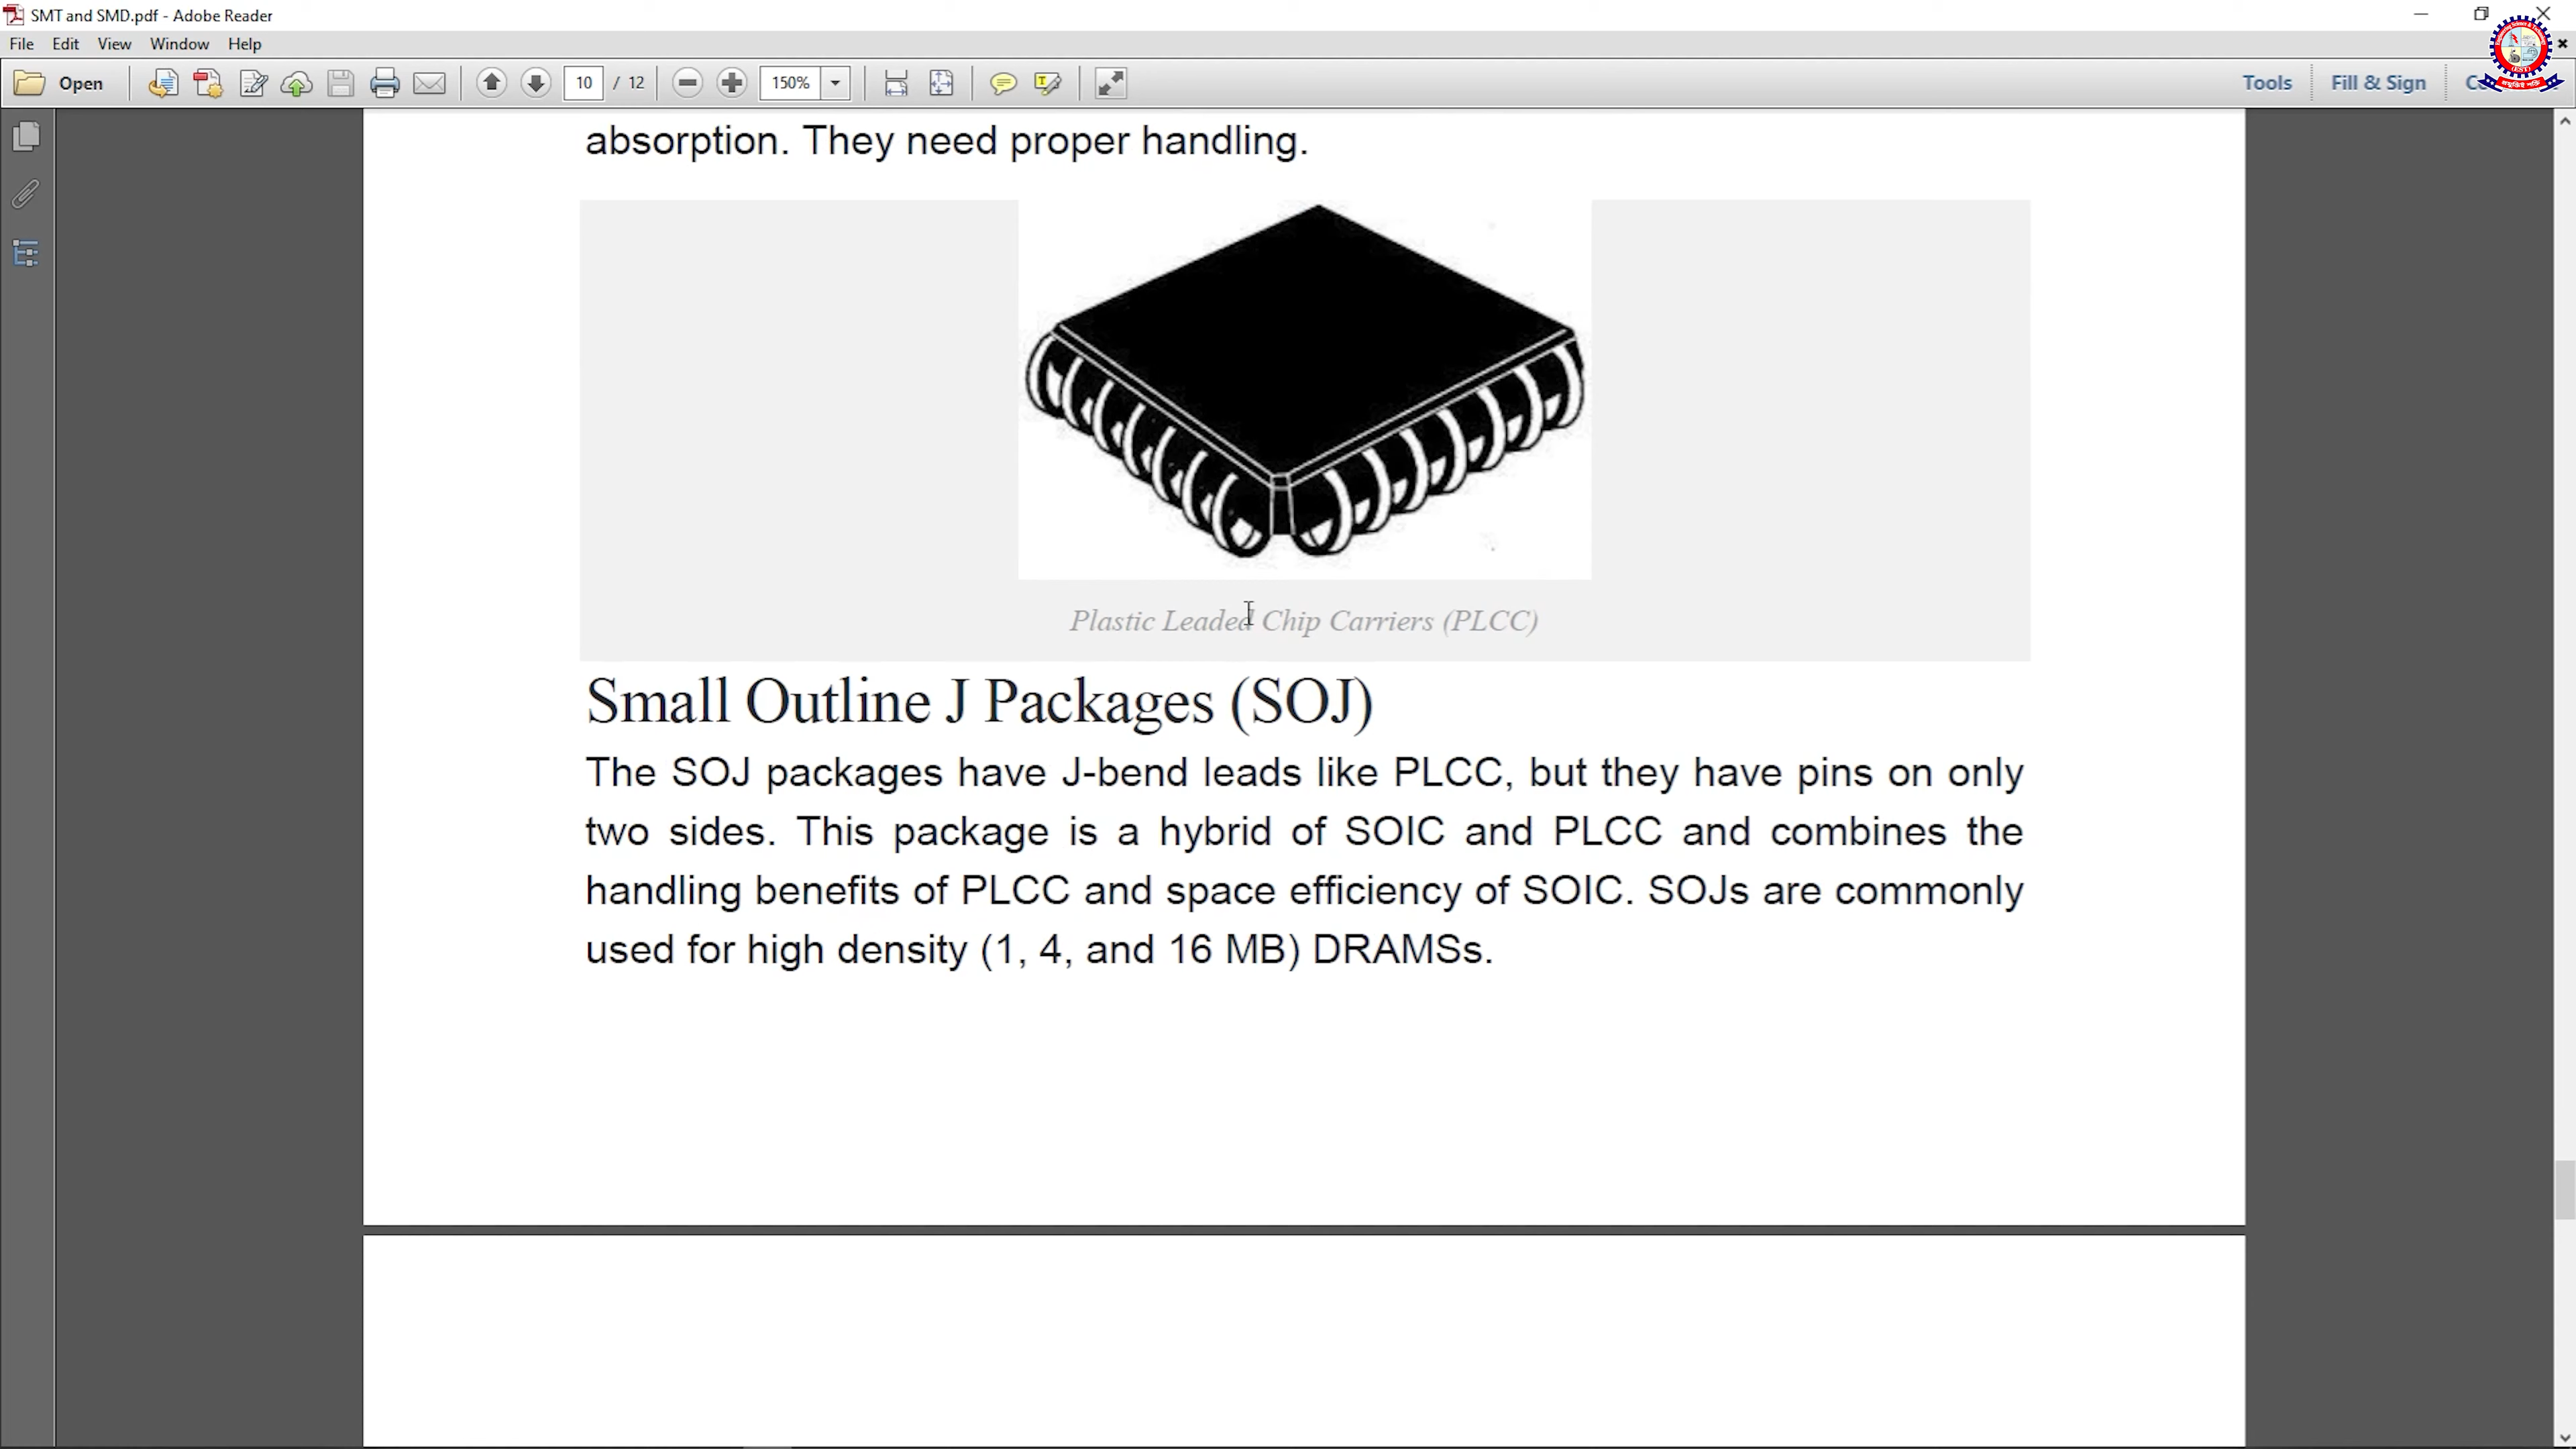 SMT and SMD.pdf - Adobe Reader
File Edit View Window Help
Open 10 / 12 150% Tools Fill & Sign
absorption. They need proper handling.
Plastic Leaded Chip Carriers (PLCC)
Small Outline J Packages (SOJ)
The SOJ packages have J-bend leads like PLCC, but they have pins on only
two sides. This package is a hybrid of SOIC and PLCC and combines the
handling benefits of PLCC and space efficiency of SOIC. SOJs are commonly
used for high density (1, 4, and 16 MB) DRAMSs.